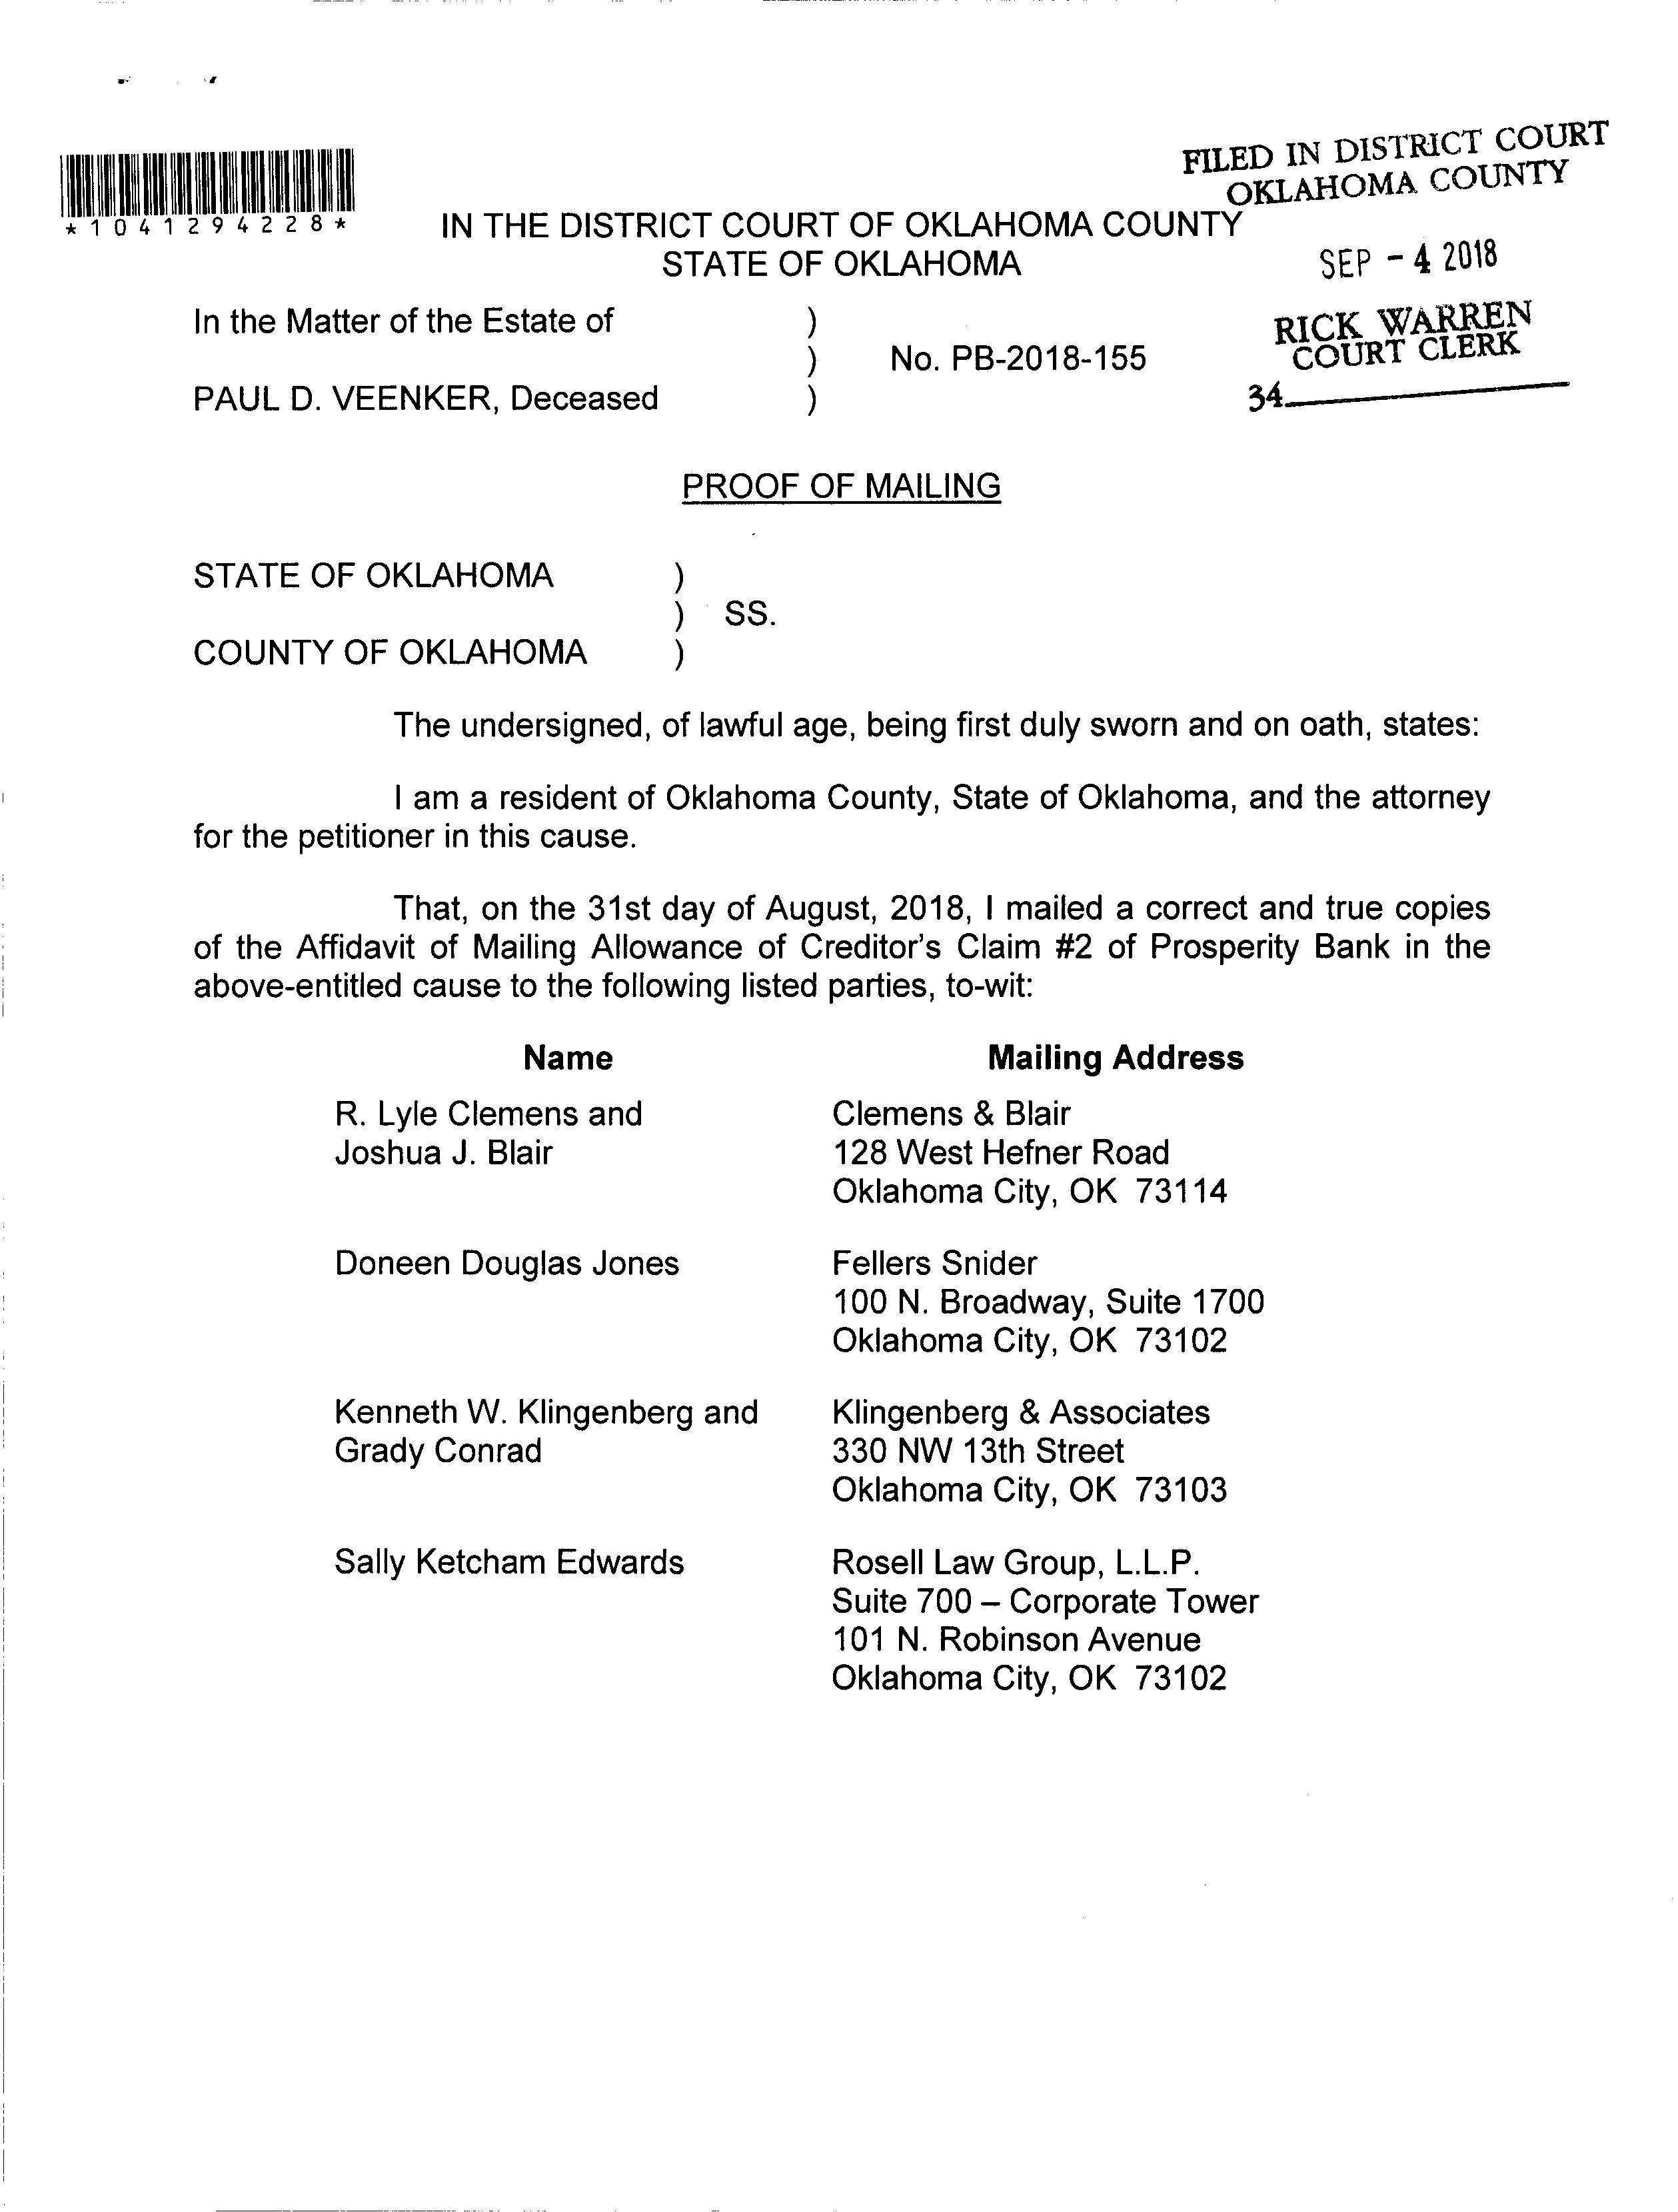 FILED IN DISTRICT COURT
OKLAHOMA COUNTY
*1041294228*
IN THE DISTRICT COURT OF OKLAHOMA COUNTY
STATE OF OKLAHOMA
SEP - 4 2018
In the Matter of the Estate of )
) No. PB-2018-155
PAUL D. VEENKER, Deceased )
RICK WARREN
COURT CLERK
34
PROOF OF MAILING
STATE OF OKLAHOMA )
) SS.
COUNTY OF OKLAHOMA )
The undersigned, of lawful age, being first duly sworn and on oath, states:
I am a resident of Oklahoma County, State of Oklahoma, and the attorney
for the petitioner in this cause.
That, on the 31st day of August, 2018, I mailed a correct and true copies
of the Affidavit of Mailing Allowance of Creditor's Claim #2 of Prosperity Bank in the
above-entitled cause to the following listed parties, to-wit:
Name Mailing Address
R. Lyle Clemens and Clemens & Blair
Joshua J. Blair 128 West Hefner Road
Oklahoma City, OK 73114
Doneen Douglas Jones Fellers Snider
100 N. Broadway, Suite 1700
Oklahoma City, OK 73102
Kenneth W. Klingenberg and Klingenberg & Associates
Grady Conrad 330 NW 13th Street
Oklahoma City, OK 73103
Sally Ketcham Edwards Rosell Law Group, L.L.P.
Suite 700 – Corporate Tower
101 N. Robinson Avenue
Oklahoma City, OK 73102